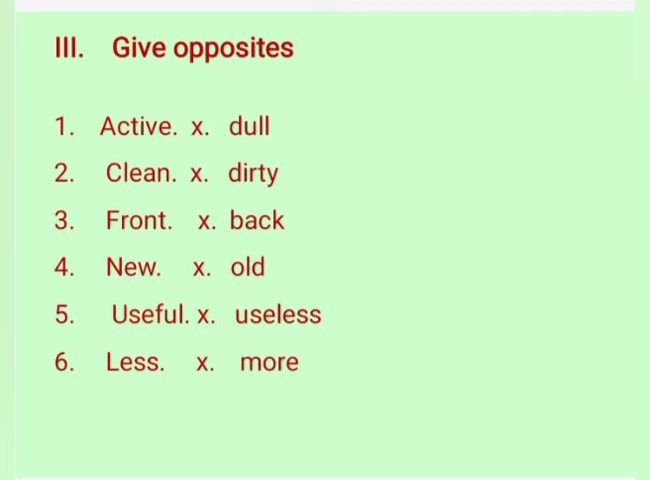 III. Give opposites
1. Active. x. dull
2. Clean. x. dirty
3. Front. x. back
4. New. x. old
5. Useful. x. useless
6. Less. x. more